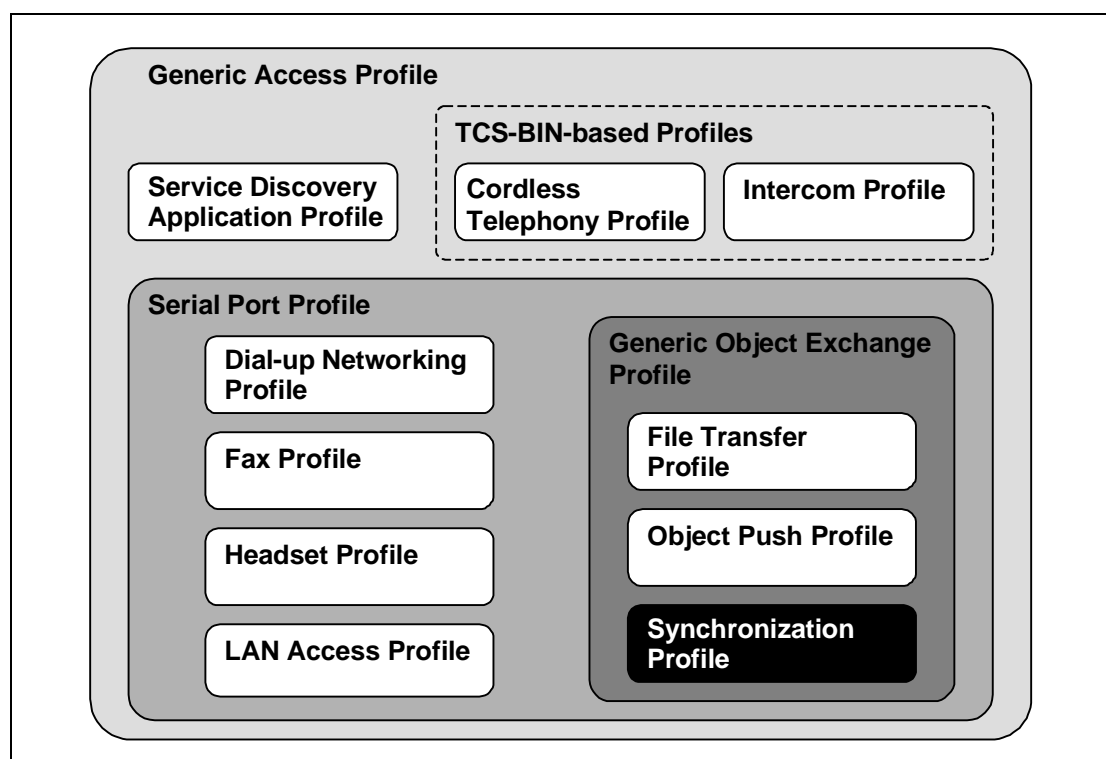 Generic Access Profile
TCS-BIN-based Profiles
Service Discovery
Application Profile
Cordless
Telephony Profile
Intercom Profile
Serial Port Profile
Dial-up Networking
Profile
Fax Profile
Headset Profile
LAN Access Profile
Generic Object Exchange
Profile
File Transfer
Profile
Object Push Profile
Synchronization
Profile